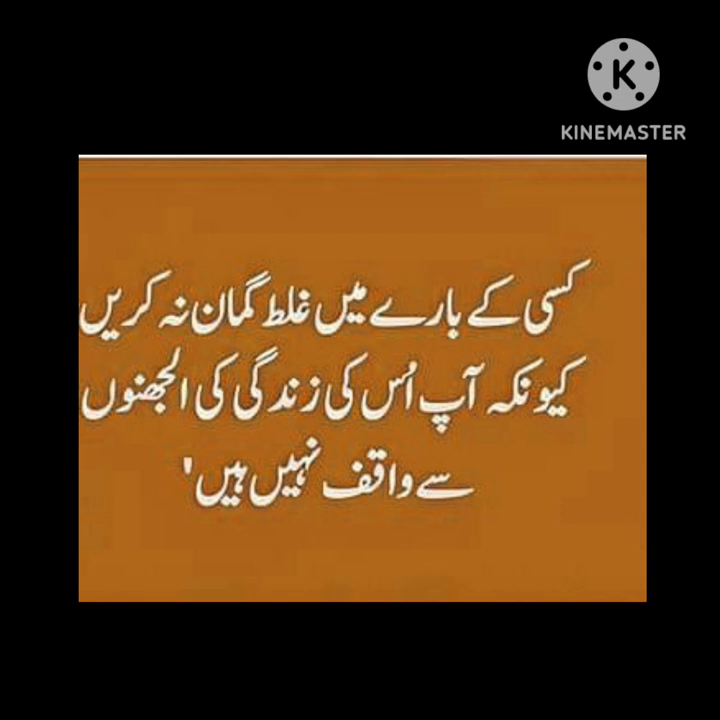 KINEMASTER
کسی کے بارے میں غلط گمان نہ کریں
کیونکہ آپ اُس کی زندگی کی الجھنوں
سے واقف نہیں ہیں'